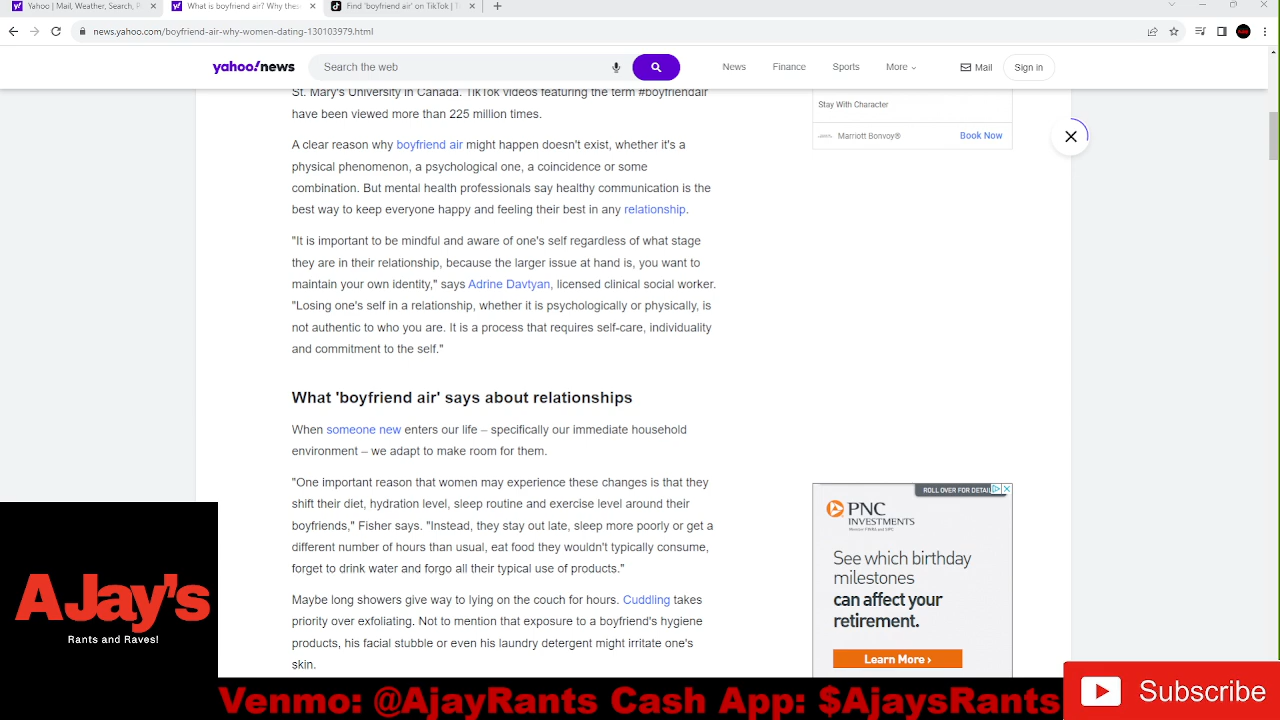 Yahoo | Mail, Weather, Search, P
What is boyfriend air? Why thes
Find 'boyfriend air' on TikTok | T
news.yahoo.com/boyfriend-air-why-women-dating-130103979.html
yahoo!news
Search the web
News
Finance
Sports
More
Mail
Sign in
St. Mary's University in Canada. TikTok videos featuring the term #boyfriendair
have been viewed more than 225 million times.
A clear reason why boyfriend air might happen doesn't exist, whether it's a
physical phenomenon, a psychological one, a coincidence or some
combination. But mental health professionals say healthy communication is the
best way to keep everyone happy and feeling their best in any relationship.
"It is important to be mindful and aware of one's self regardless of what stage
they are in their relationship, because the larger issue at hand is, you want to
maintain your own identity," says Adrine Davtyan, licensed clinical social worker.
"Losing one's self in a relationship, whether it is psychologically or physically, is
not authentic to who you are. It is a process that requires self-care, individuality
and commitment to the self."
What 'boyfriend air' says about relationships
When someone new enters our life – specifically our immediate household
environment – we adapt to make room for them.
"One important reason that women may experience these changes is that they
shift their diet, hydration level, sleep routine and exercise level around their
boyfriends," Fisher says. "Instead, they stay out late, sleep more poorly or get a
different number of hours than usual, eat food they wouldn't typically consume,
forget to drink water and forgo all their typical use of products."
Maybe long showers give way to lying on the couch for hours. Cuddling takes
priority over exfoliating. Not to mention that exposure to a boyfriend's hygiene
products, his facial stubble or even his laundry detergent might irritate one's
skin.
Stay With Character
Marriott Bonvoy®
Book Now
ROLL OVER FOR DETAI
PNC
INVESTMENTS
See which birthday
milestones
can affect your
retirement.
Learn More ›
AJay's
Rants and Raves!
Venmo: @AjayRants Cash App: $AjaysRants
Subscribe